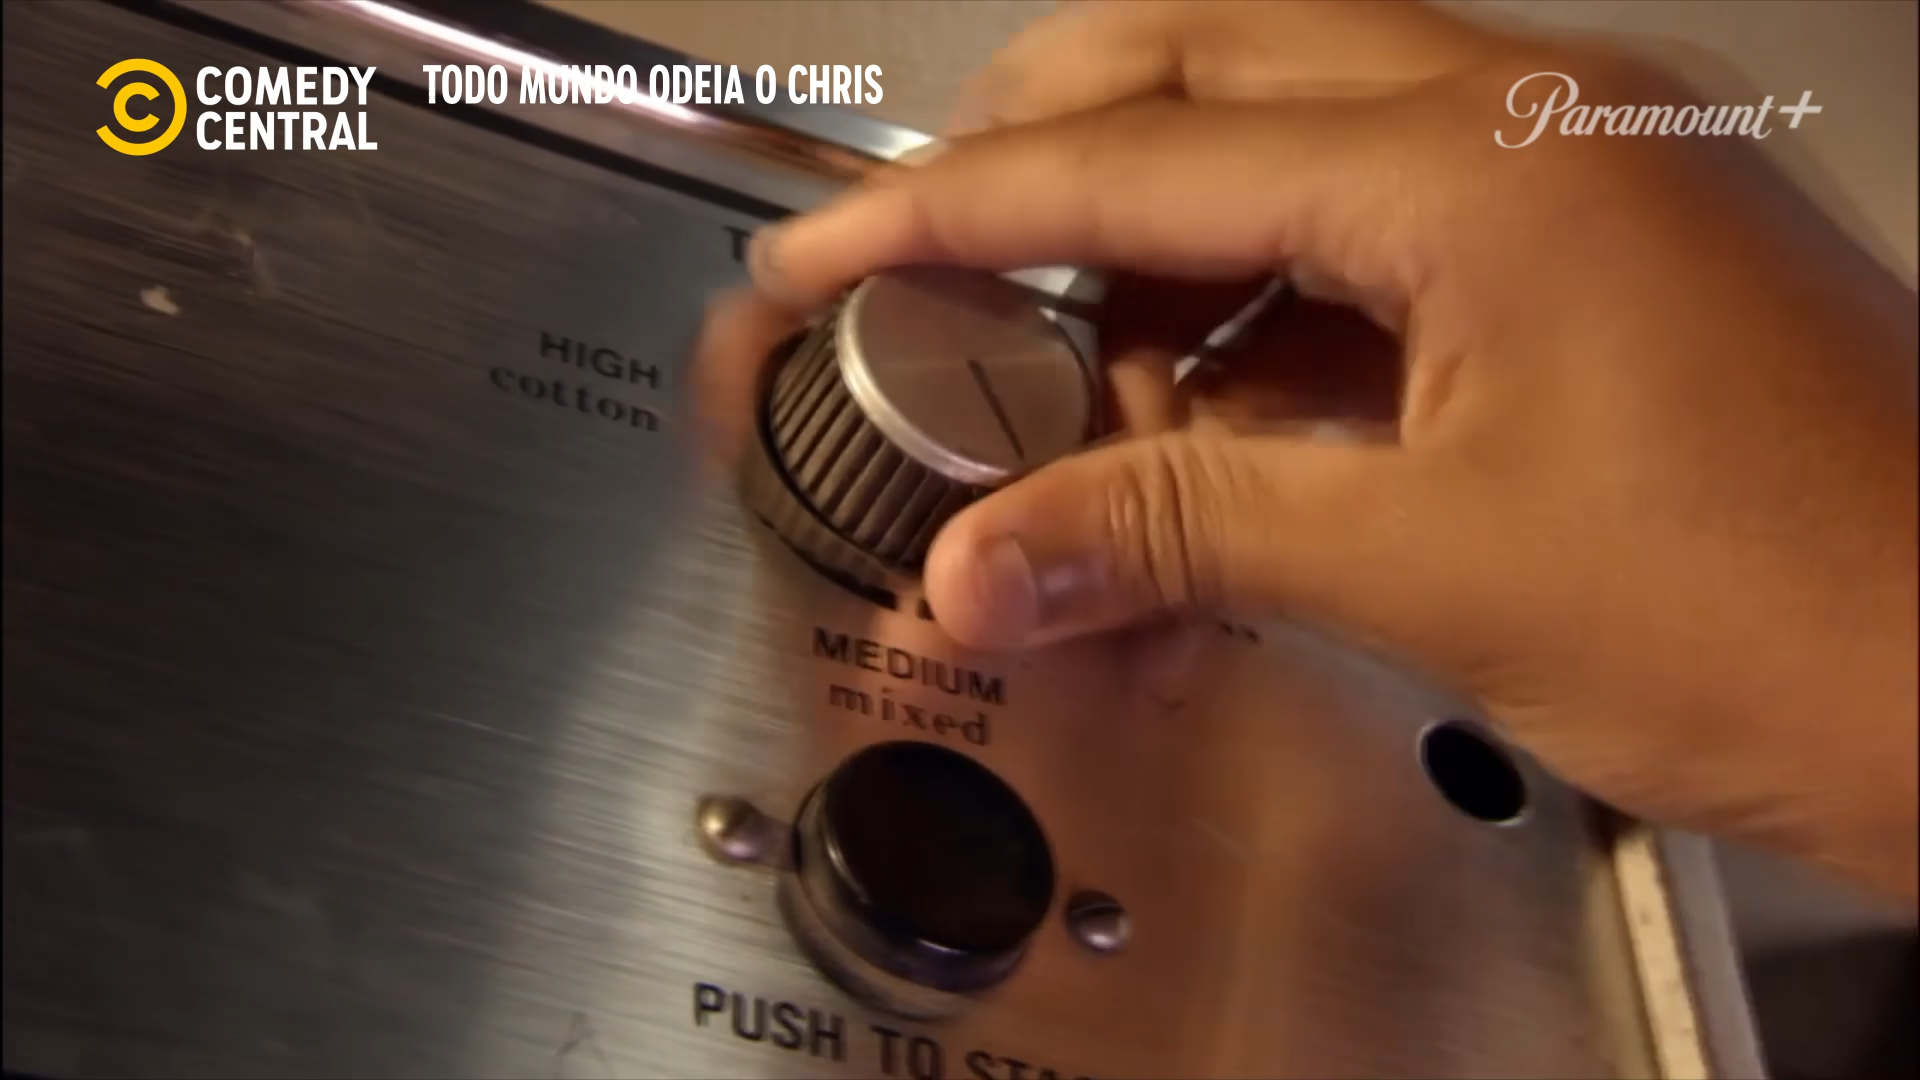 COMEDY
CENTRAL
TODO MUNDO ODEIA O CHRIS
Paramount+
HIGH
cotton
MEDIUM
mixed
PUSH TO